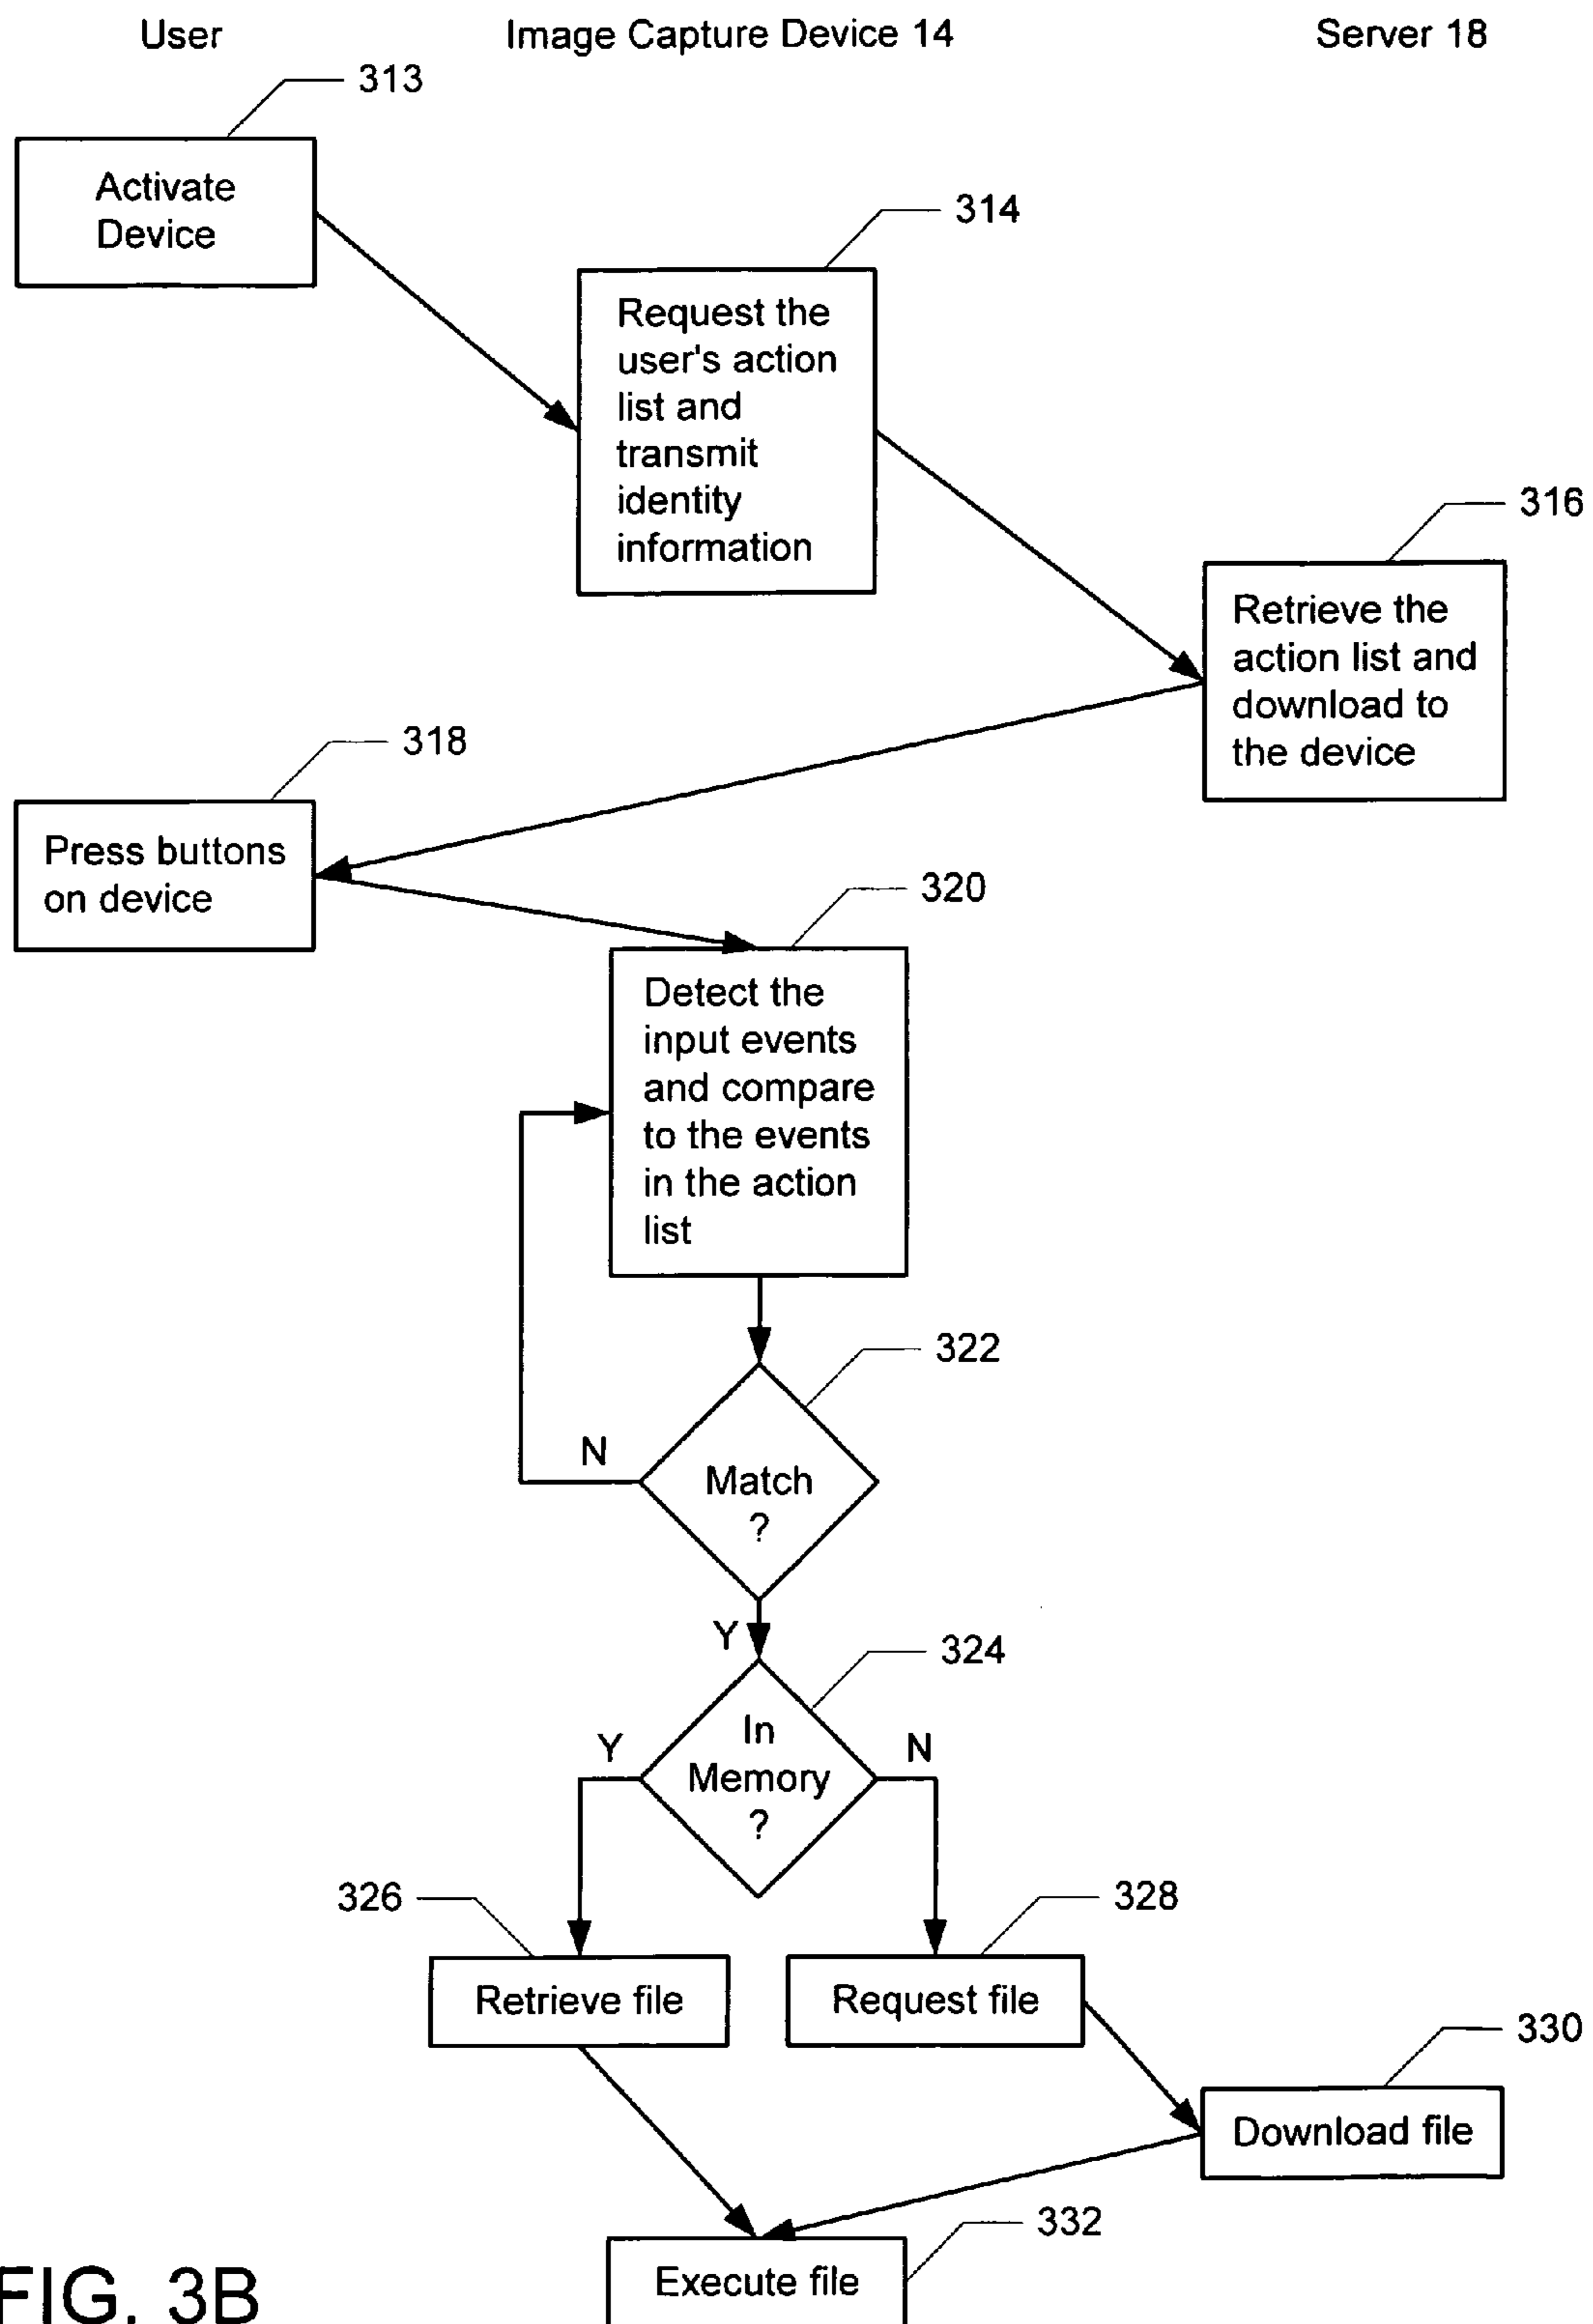 User
Image Capture Device 14
Server 18
313
Activate
Device
314
Request the
user's action
list and
transmit
identity
information
316
Retrieve the
action list and
download to
the device
318
Press buttons
on device
320
Detect the
input events
and compare
to the events
in the action
list
322
N
Match
?
Y
324
Y
In
Memory
?
N
326
328
Retrieve file
Request file
330
Download file
332
Execute file
FIG. 3B